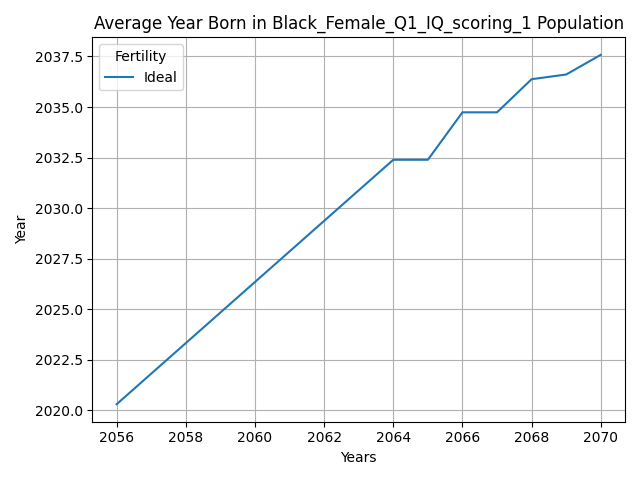 Average Year Born in Black_Female_Q1_IQ_scoring_1 Population
Fertility
Ideal
Year
2037.5
2035.0
2032.5
2030.0
2027.5
2025.0
2022.5
2020.0
2056 2058 2060 2062 2064 2066 2068 2070
Years